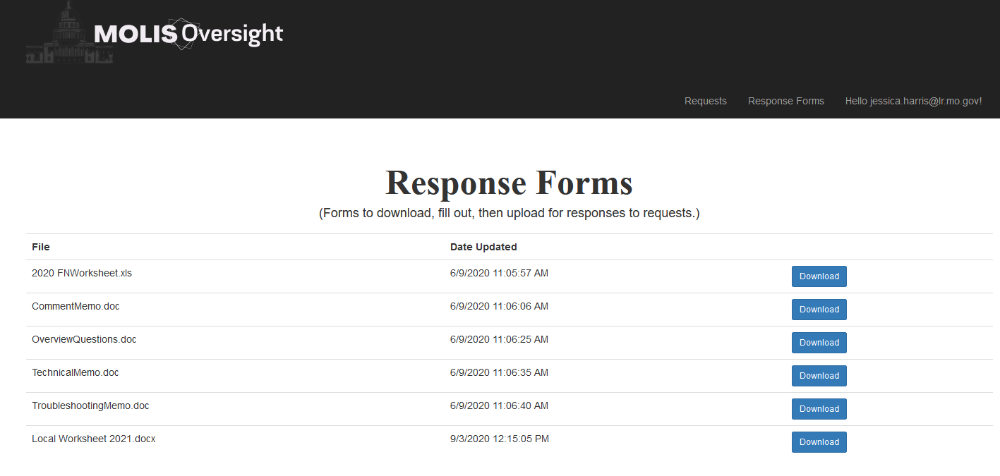 MOLIS Oversight
Requests Response Forms Hello jessica.harris@lr.mo.gov!
Response Forms
(Forms to download, fill out, then upload for responses to requests.)
File Date Updated
2020 FNWorksheet.xls 6/9/2020 11:05:57 AM Download
CommentMemo.doc 6/9/2020 11:06:06 AM Download
OverviewQuestions.doc 6/9/2020 11:06:25 AM Download
TechnicalMemo.doc 6/9/2020 11:06:35 AM Download
TroubleshootingMemo.doc 6/9/2020 11:06:40 AM Download
Local Worksheet 2021.docx 9/3/2020 12:15:05 PM Download